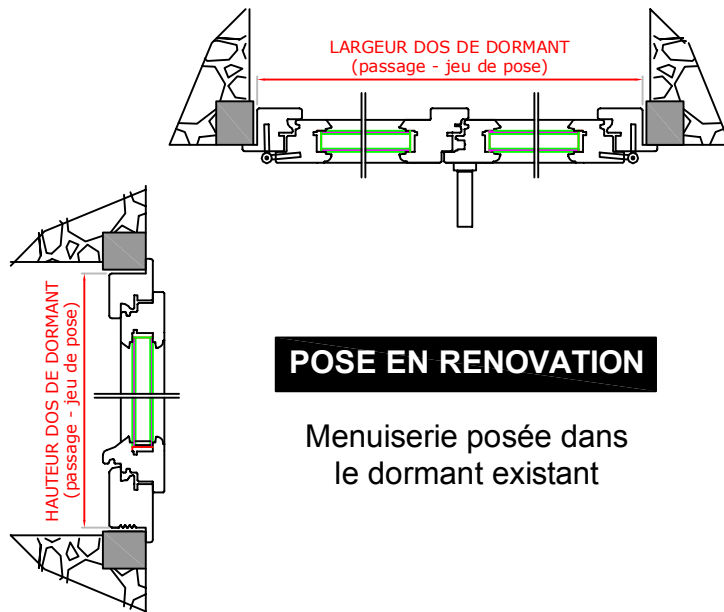 LARGEUR DOS DE DORMANT
(passage - jeu de pose)
HAUTEUR DOS DE DORMANT
(passage - jeu de pose)
POSE EN RENOVATION
Menuiserie posée dans
le dormant existant